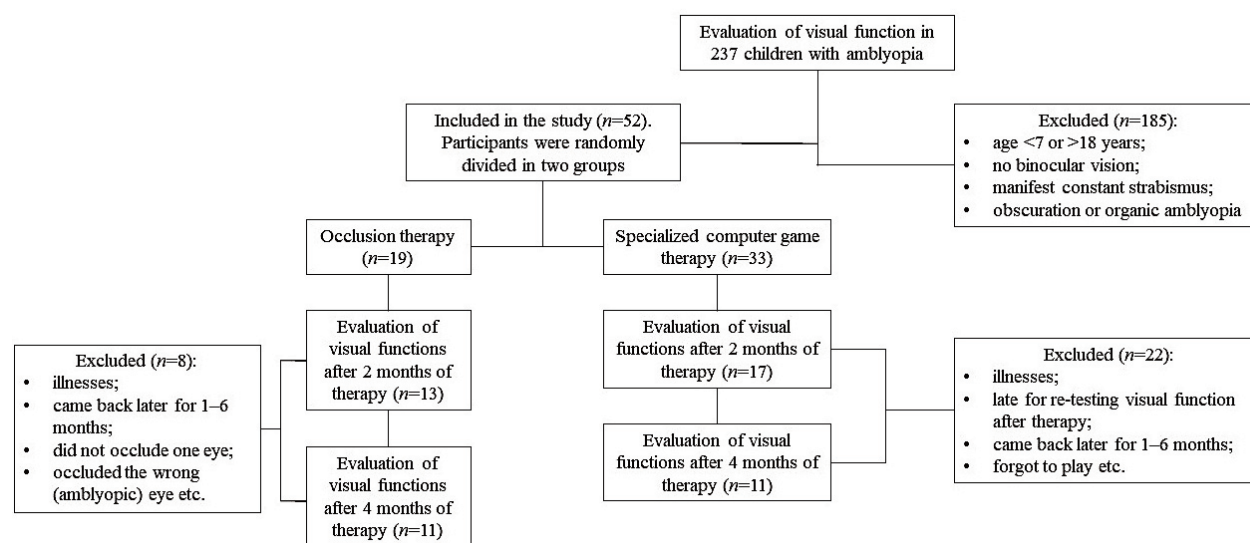 Evaluation of visual function in
237 children with amblyopia
Included in the study (n=52).
Participants were randomly
divided in two groups
Excluded (n=185):
• age <7 or >18 years;
• no binocular vision;
• manifest constant strabismus;
• obscuration or organic amblyopia
Occlusion therapy
(n=19)
Specialized computer game
therapy (n=33)
Excluded (n=8):
• illnesses;
• came back later for 1–6
months;
• did not occlude one eye;
• occluded the wrong
(amblyopic) eye etc.
Evaluation of
visual functions
after 2 months of
therapy (n=13)
Evaluation of visual
functions after 2 months of
therapy (n=17)
Excluded (n=22):
• illnesses;
• late for re-testing visual function
after therapy;
• came back later for 1–6 months;
• forgot to play etc.
Evaluation of
visual functions
after 4 months of
therapy (n=11)
Evaluation of visual
functions after 4 months of
therapy (n=11)